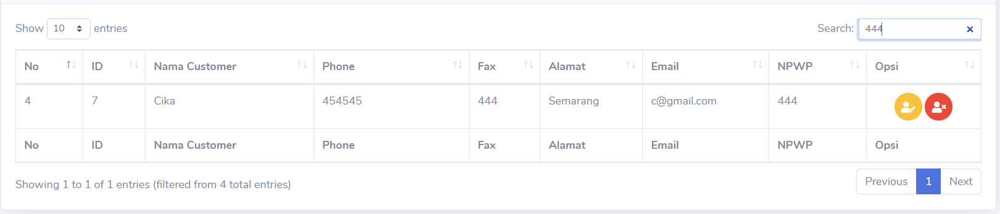 Show 10 entries Search: 444
No ID Nama Customer Phone Fax Alamat Email NPWP Opsi
4 7 Cika 454545 444 Semarang c@gmail.com 444
No ID Nama Customer Phone Fax Alamat Email NPWP Opsi
Showing 1 to 1 of 1 entries (filtered from 4 total entries) Previous 1 Next